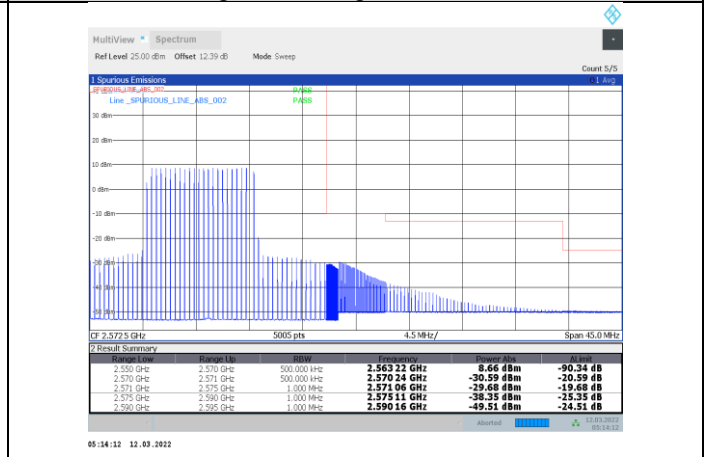 MultiView Spectrum
Ref Level 25.00 dBm Offset 12.39 dB Mode Sweep
Count 5/5
1 Spurious Emissions 1 Avg
SPURIOUS_LINE_ABS_002 PASS
Line _SPURIOUS_LINE_ABS_002 PASS
30 dBm
20 dBm
10 dBm
0 dBm
-10 dBm
-20 dBm
CF 2.5725 GHz 5005 pts 4.5 MHz/ Span 45.0 MHz
2 Result Summary
Range Low Range Up RBW Frequency Power Abs ΔLimit
2.550 GHz 2.570 GHz 500.000 kHz 2.563 22 GHz 8.66 dBm -90.34 dB
2.570 GHz 2.571 GHz 500.000 kHz 2.570 24 GHz -30.59 dBm -20.59 dB
2.571 GHz 2.575 GHz 1.000 MHz 2.571 06 GHz -29.68 dBm -19.68 dB
2.575 GHz 2.590 GHz 1.000 MHz 2.575 11 GHz -38.35 dBm -25.35 dB
2.590 GHz 2.595 GHz 1.000 MHz 2.590 16 GHz -49.51 dBm -24.51 dB
Aborted 12.03.2022
05:14:12
05:14:12 12.03.2022